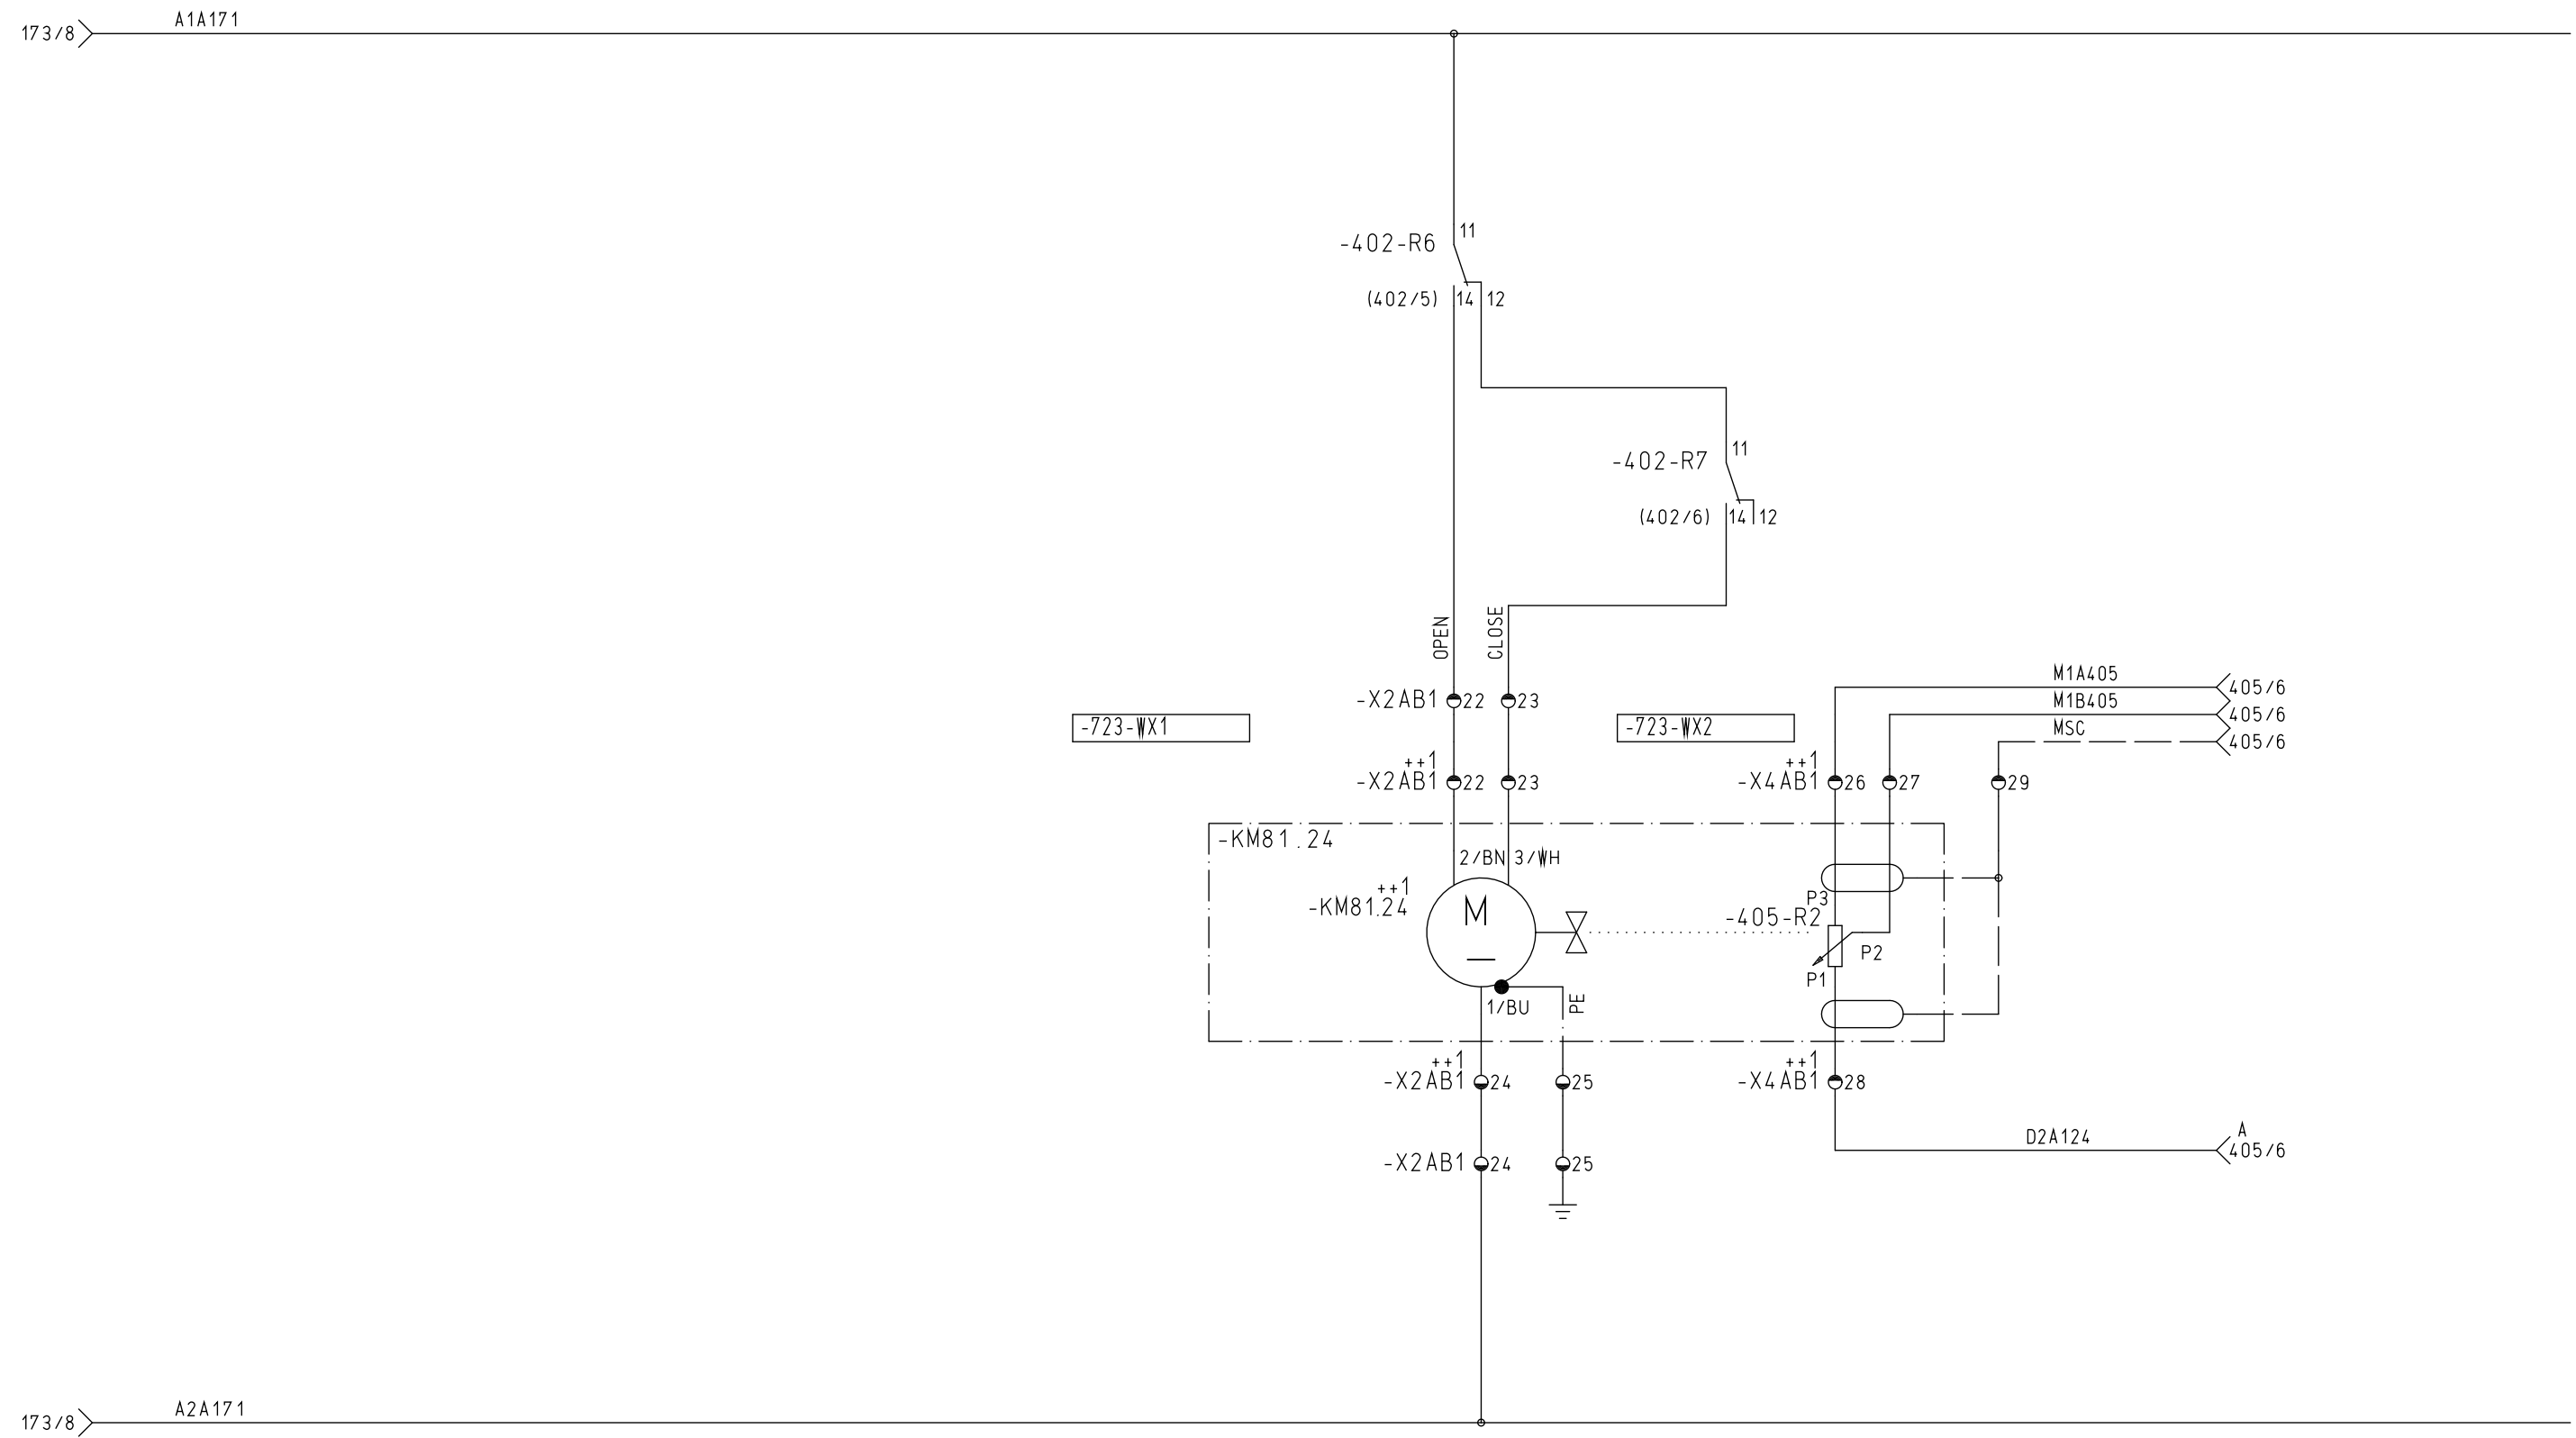 A1A171
173/8
-402-R6 11
(402/5) 14 12
-402-R7 11
(402/6) 14 12
OPEN CLOSE
M1A405
405/6
-X2AB1 22 23
M1B405
405/6
-723-WX1 -723-WX2
MSC
405/6
++1 ++1
-X2AB1 22 23 -X4AB1 26 27 29
-KM81.24
2/BN 3/WH
++1
-KM81.24
M
P3
-405-R2
P2
P1
1/BU PE
++1 ++1
-X2AB1 24 25 -X4AB1 28
D2A124 A
405/6
-X2AB1 24 25
A2A171
173/8